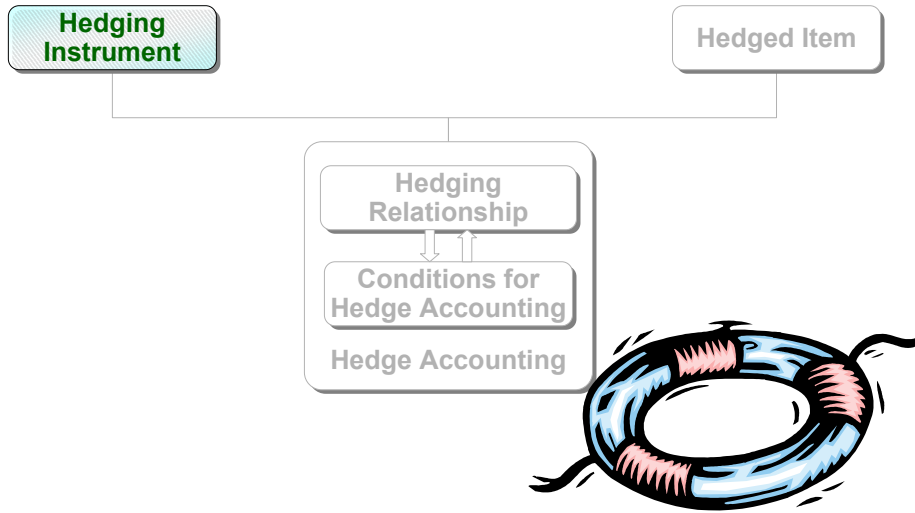 Hedging
Instrument
Hedged Item
Hedging
Relationship
Conditions for
Hedge Accounting
Hedge Accounting